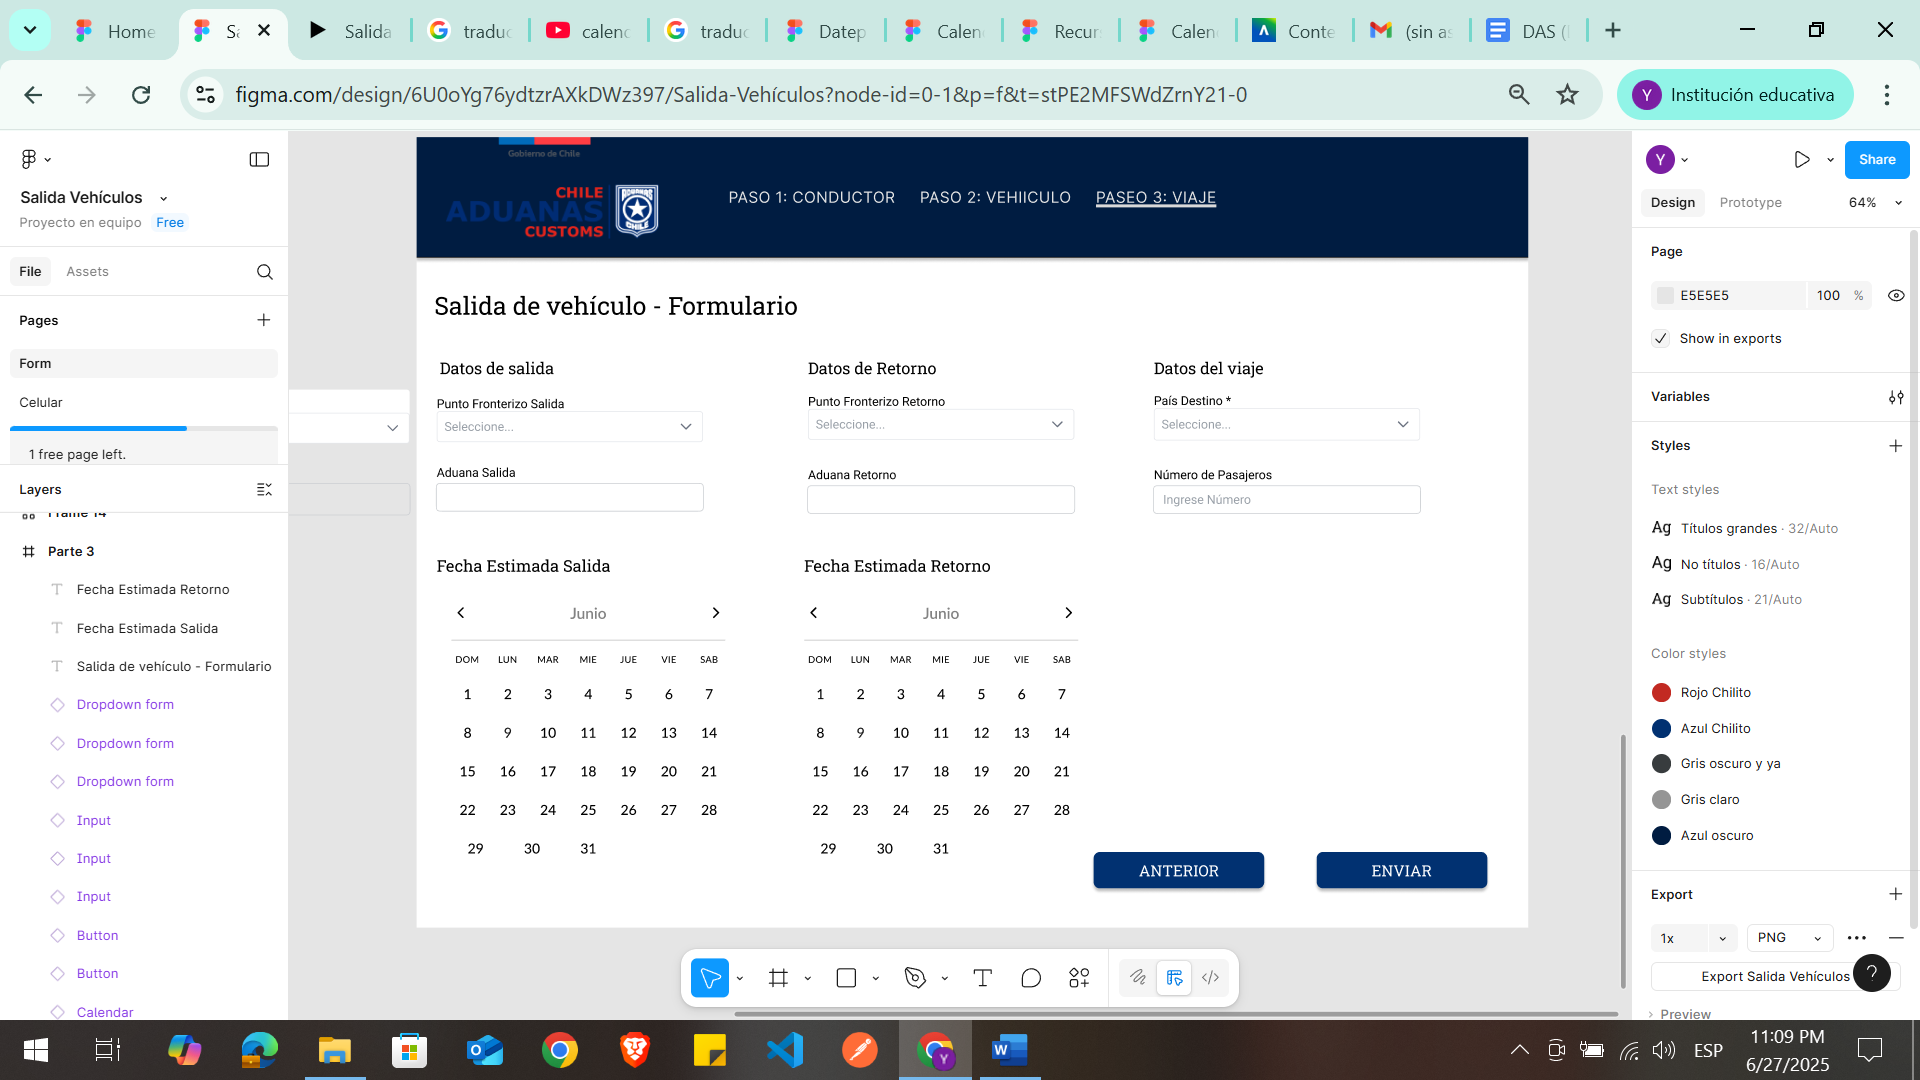 Home
Sa
Salida
traduc
calend
traduc
Datep
Calen
Recur
Calen
Conte
(sin as
DAS (
figma.com/design/6U0oYg76ydtzrAXkDWz397/Salida-Vehículos?node-id=0-1&p=f&t=stPE2MFSWdZrnY21-0
Y
Institución educativa
Salida Vehículos
Proyecto en equipo
Free
File
Assets
Pages
Form
Celular
1 free page left.
Layers
Frame 14
Parte 3
Fecha Estimada Retorno
Fecha Estimada Salida
Salida de vehículo - Formulario
Dropdown form
Dropdown form
Dropdown form
Input
Input
Input
Button
Button
Calendar
Gobierno de Chile
CHILE
ADUANAS
CUSTOMS
ADUANAS
CHILE
PASO 1: CONDUCTOR
PASO 2: VEHIICULO
PASEO 3: VIAJE
Salida de vehículo - Formulario
Datos de salida
Punto Fronterizo Salida
Seleccione...
Aduana Salida
Datos de Retorno
Punto Fronterizo Retorno
Seleccione...
Aduana Retorno
Datos del viaje
País Destino *
Seleccione...
Número de Pasajeros
Ingrese Número
Fecha Estimada Salida
Junio
DOM LUN MAR MIE JUE VIE SAB
1 2 3 4 5 6 7
8 9 10 11 12 13 14
15 16 17 18 19 20 21
22 23 24 25 26 27 28
29 30 31
Fecha Estimada Retorno
Junio
DOM LUN MAR MIE JUE VIE SAB
1 2 3 4 5 6 7
8 9 10 11 12 13 14
15 16 17 18 19 20 21
22 23 24 25 26 27 28
29 30 31
ANTERIOR
ENVIAR
Y
Share
Design
Prototype
64%
Page
E5E5E5
100
%
Show in exports
Variables
Styles
Text styles
Ag Títulos grandes · 32/Auto
Ag No títulos · 16/Auto
Ag Subtítulos · 21/Auto
Color styles
Rojo Chilito
Azul Chilito
Gris oscuro y ya
Gris claro
Azul oscuro
Export
1x
PNG
Export Salida Vehículos
?
Preview
ESP
11:09 PM
6/27/2025